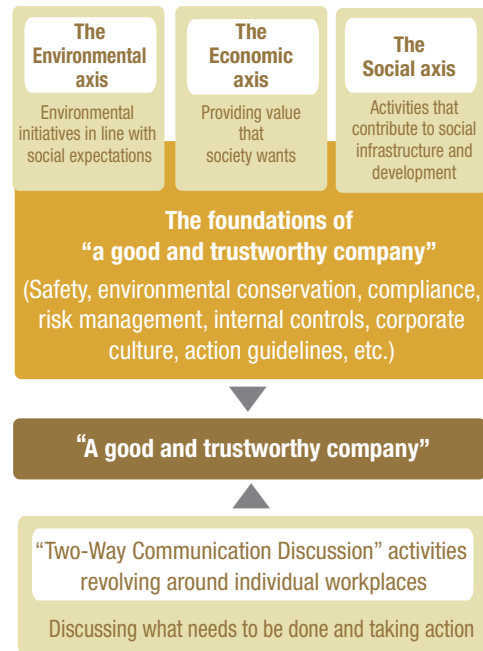 The
Environmental
axis
Environmental
initiatives in line with
social expectations
The
Economic
axis
Providing value
that
society wants
The
Social axis
Activities that
contribute to social
infrastructure and
development
The foundations of
“a good and trustworthy company”
(Safety, environmental conservation, compliance,
risk management, internal controls, corporate
culture, action guidelines, etc.)
“A good and trustworthy company”
“Two-Way Communication Discussion” activities
revolving around individual workplaces
Discussing what needs to be done and taking action